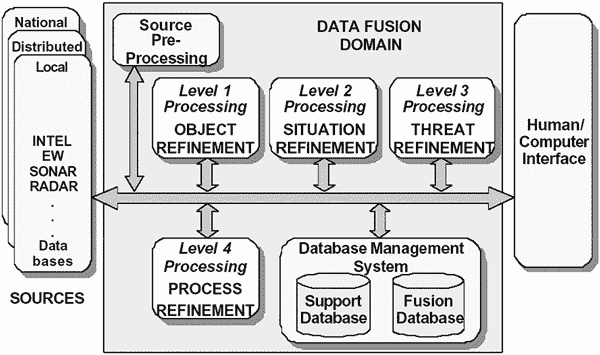 National
Distributed
Local
INTEL
EW
SONAR
RADAR
.
.
.
Data
bases
SOURCES
Source
Pre-
Processing
DATA FUSION
DOMAIN
Level 1
Processing
OBJECT
REFINEMENT
Level 2
Processing
SITUATION
REFINEMENT
Level 3
Processing
THREAT
REFINEMENT
Level 4
Processing
PROCESS
REFINEMENT
Database Management
System
Support
Database
Fusion
Database
Human/
Computer
Interface